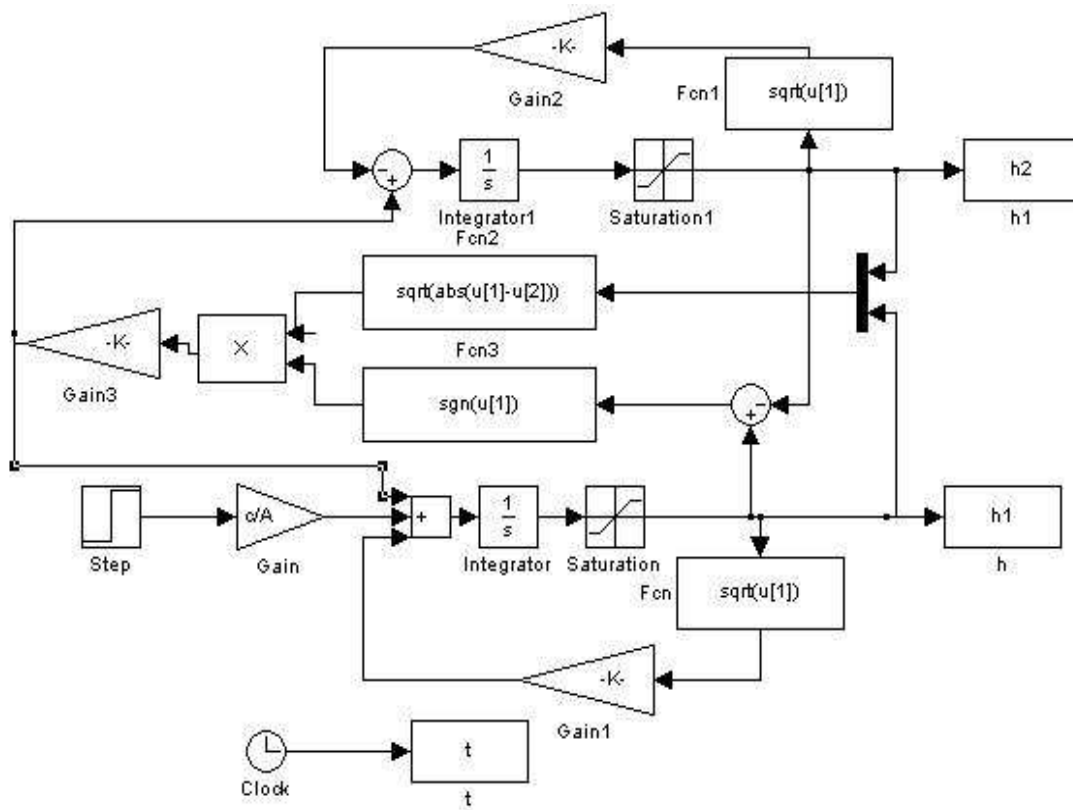 -K-
Gain2
Fcn1
sqrt(u[1])
-
+
1
s
Integrator1
Saturation1
h2
h1
Fcn2
sqrt(abs(u[1]-u[2]))
-K-
Gain3
X
Fcn3
sgn(u[1])
-
+
Step
c/A
Gain
+
1
s
Integrator
Saturation
h1
h
Fcn
sqrt(u[1])
-K-
Gain1
Clock
t
t